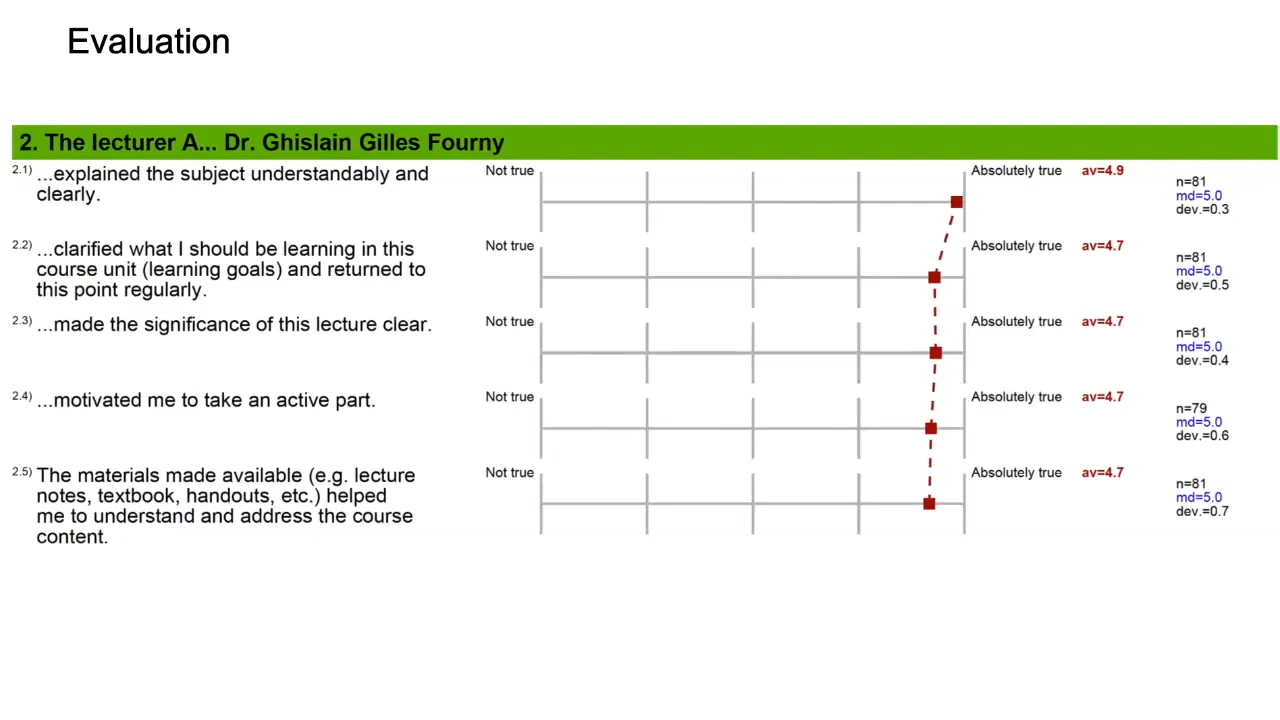 Evaluation
2. The lecturer A... Dr. Ghislain Gilles Fourny
2.1) ...explained the subject understandably and
clearly.
Not true
Absolutely true
av=4.9
n=81
md=5.0
dev.=0.3
2.2) ...clarified what I should be learning in this
course unit (learning goals) and returned to
this point regularly.
Not true
Absolutely true
av=4.7
n=81
md=5.0
dev.=0.5
2.3) ...made the significance of this lecture clear.
Not true
Absolutely true
av=4.7
n=81
md=5.0
dev.=0.4
2.4) ...motivated me to take an active part.
Not true
Absolutely true
av=4.7
n=79
md=5.0
dev.=0.6
2.5) The materials made available (e.g. lecture
notes, textbook, handouts, etc.) helped
me to understand and address the course
content.
Not true
Absolutely true
av=4.7
n=81
md=5.0
dev.=0.7